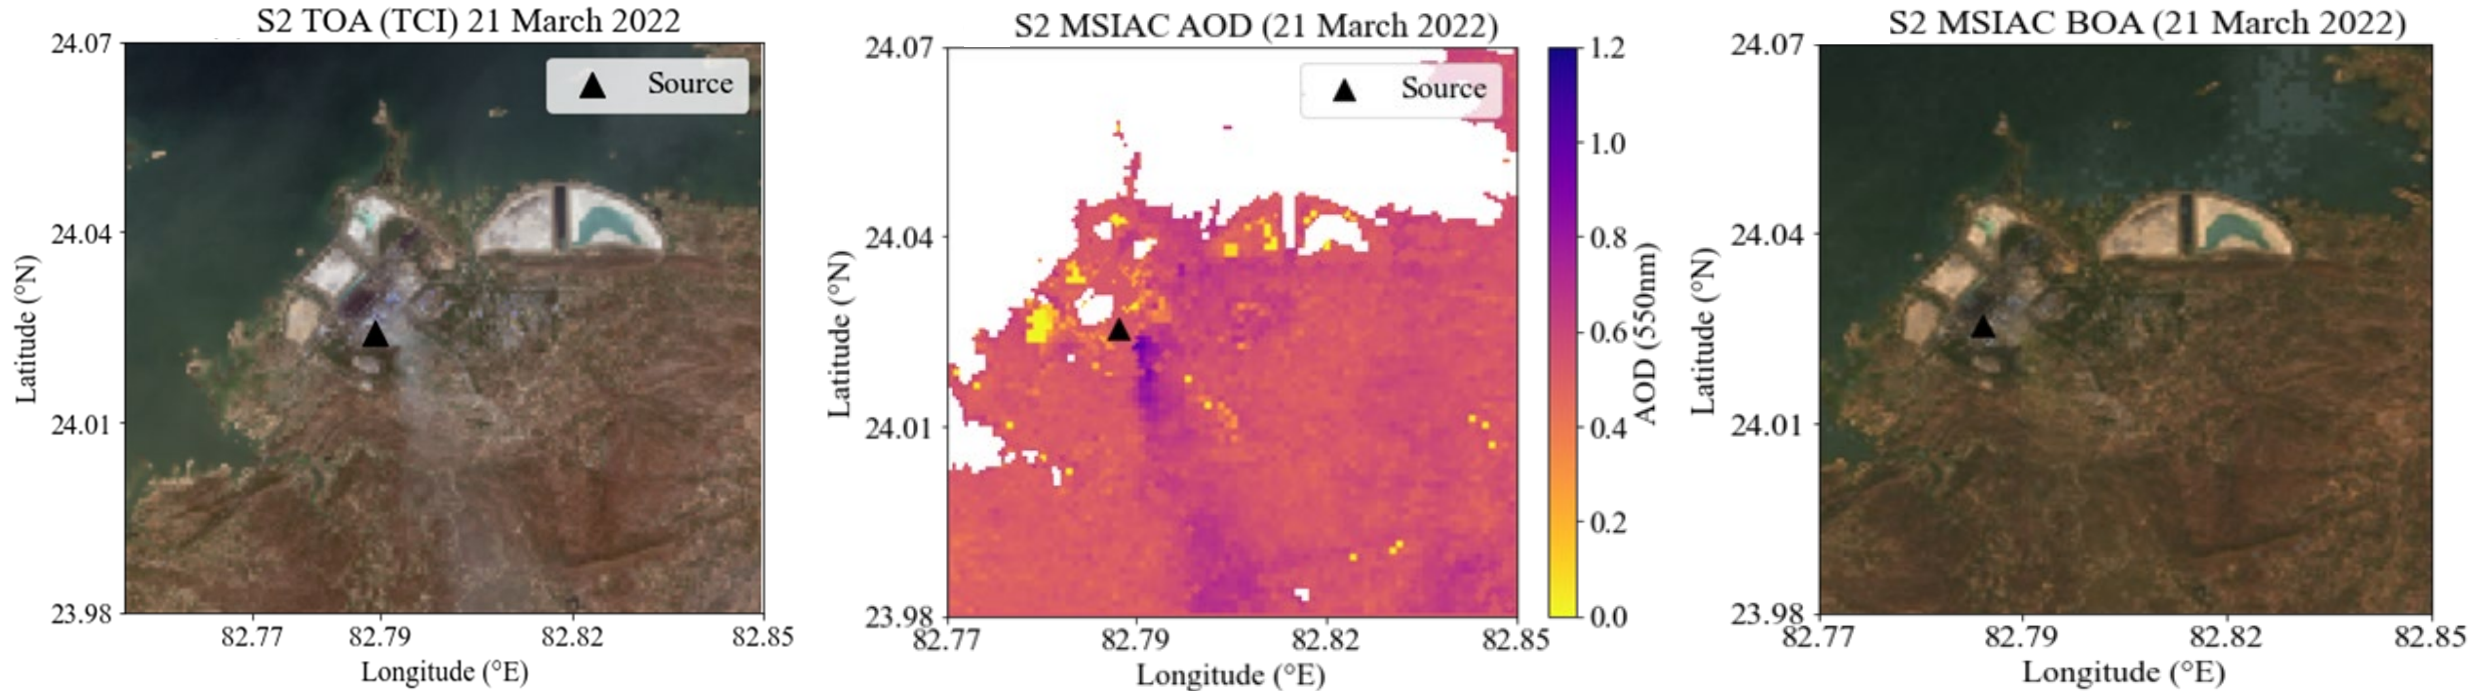 S2 TOA (TCI) 21 March 2022
Source
24.07
24.04
24.01
23.98
Latitude (°N)
82.77
82.79
82.82
82.85
Longitude (°E)
S2 MSIAC AOD (21 March 2022)
Source
24.07
24.04
24.01
23.98
Latitude (°N)
82.77
82.79
82.82
82.85
Longitude (°E)
1.2
1.0
0.8
0.6
0.4
0.2
0.0
AOD (550nm)
S2 MSIAC BOA (21 March 2022)
24.07
24.04
24.01
23.98
Latitude (°N)
82.77
82.79
82.82
82.85
Longitude (°E)